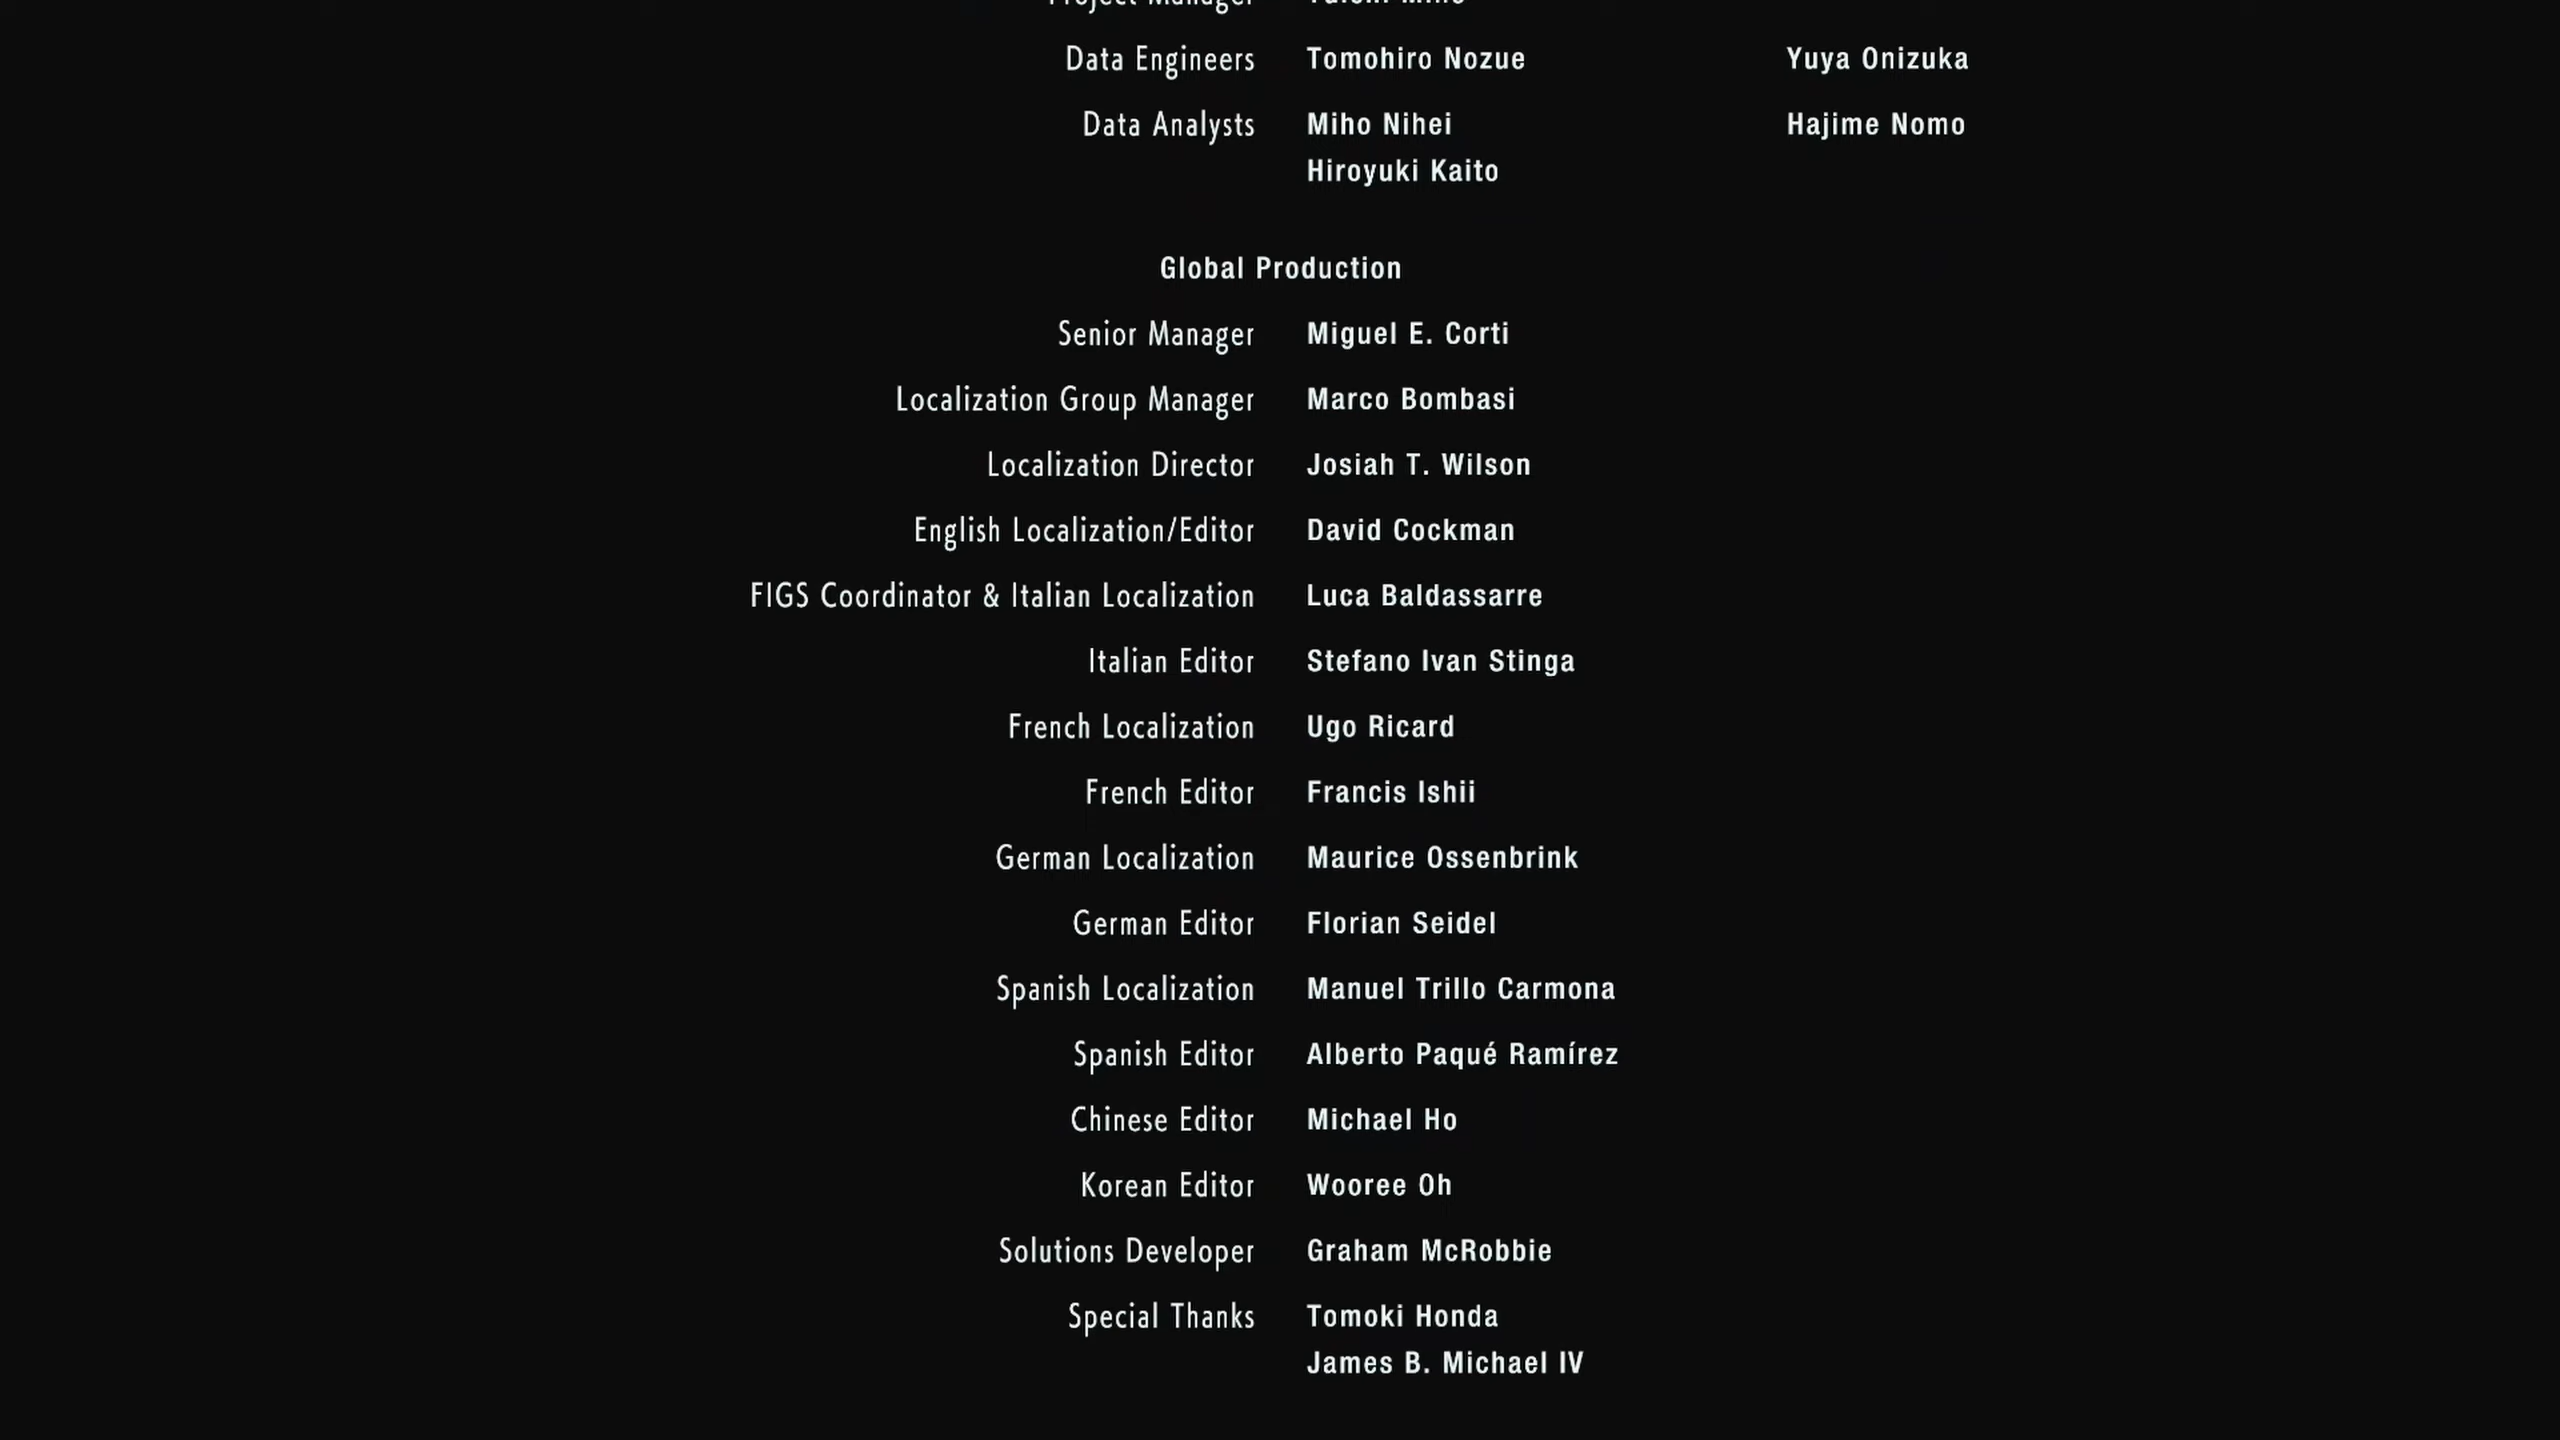 Project Manager
Data Engineers Tomohiro Nozue Yuya Onizuka
Data Analysts Miho Nihei Hajime Nomo
Hiroyuki Kaito
Global Production
Senior Manager Miguel E. Corti
Localization Group Manager Marco Bombasi
Localization Director Josiah T. Wilson
English Localization/Editor David Cockman
FIGS Coordinator & Italian Localization Luca Baldassarre
Italian Editor Stefano Ivan Stinga
French Localization Ugo Ricard
French Editor Francis Ishii
German Localization Maurice Ossenbrink
German Editor Florian Seidel
Spanish Localization Manuel Trillo Carmona
Spanish Editor Alberto Paqué Ramírez
Chinese Editor Michael Ho
Korean Editor Wooree Oh
Solutions Developer Graham McRobbie
Special Thanks Tomoki Honda
James B. Michael IV